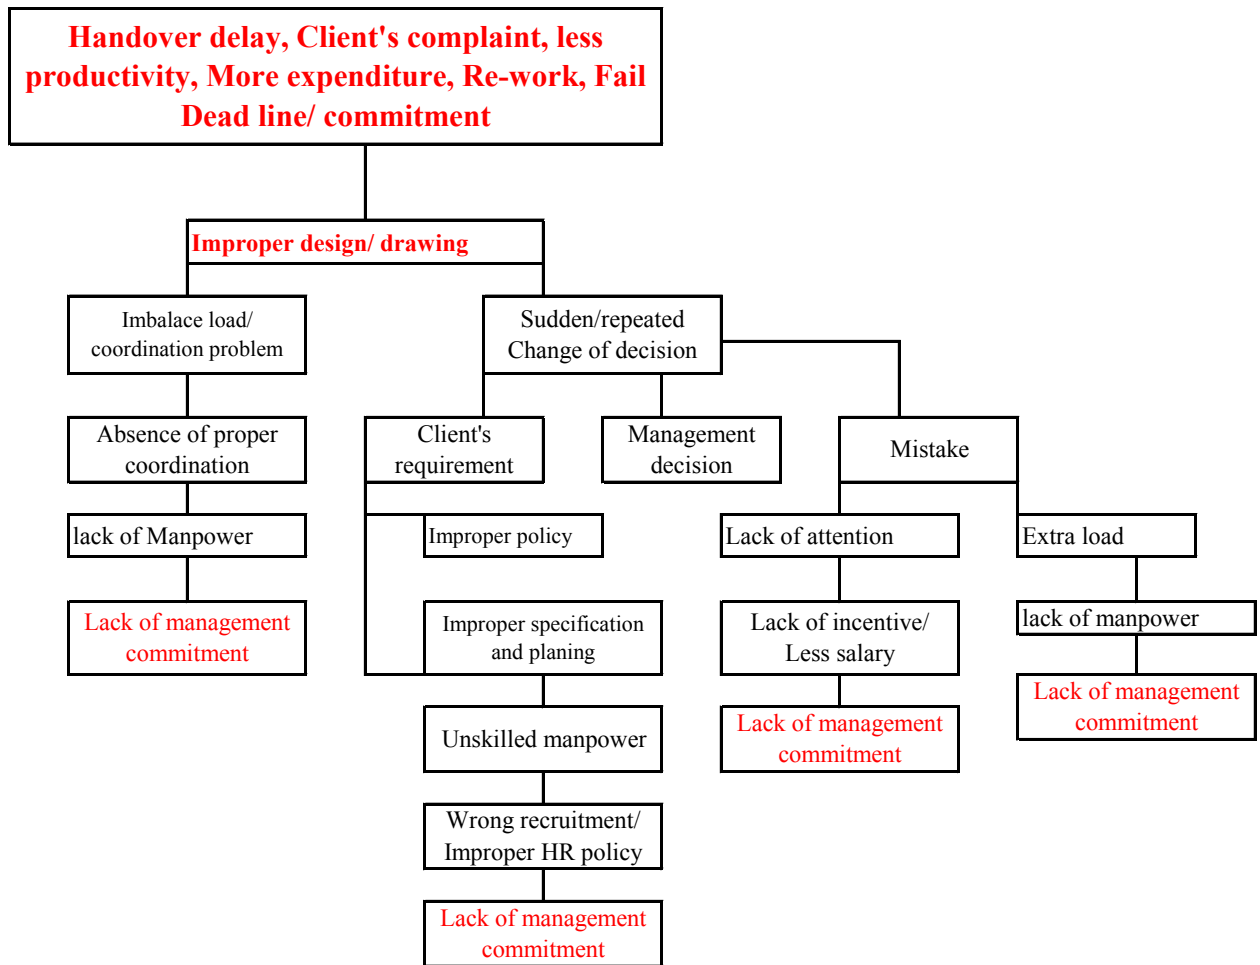 Handover delay, Client's complaint, less
productivity, More expenditure, Re-work, Fail
Dead line/ commitment
Improper design/ drawing
Imbalace load/
coordination problem
Sudden/repeated
Change of decision
Absence of proper
coordination
Client's
requirement
Management
decision
Mistake
lack of Manpower
Improper policy
Lack of attention
Extra load
Lack of management
commitment
Improper specification
and planing
Lack of incentive/
Less salary
lack of manpower
Unskilled manpower
Lack of management
commitment
Lack of management
commitment
Wrong recruitment/
Improper HR policy
Lack of management
commitment